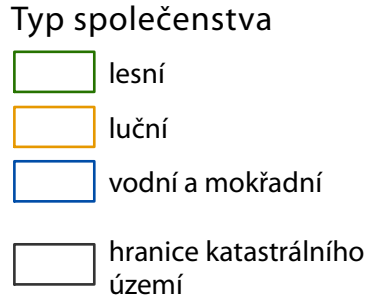 Typ společenstva
lesní
luční
vodní a mokřadní
hranice katastrálního
území